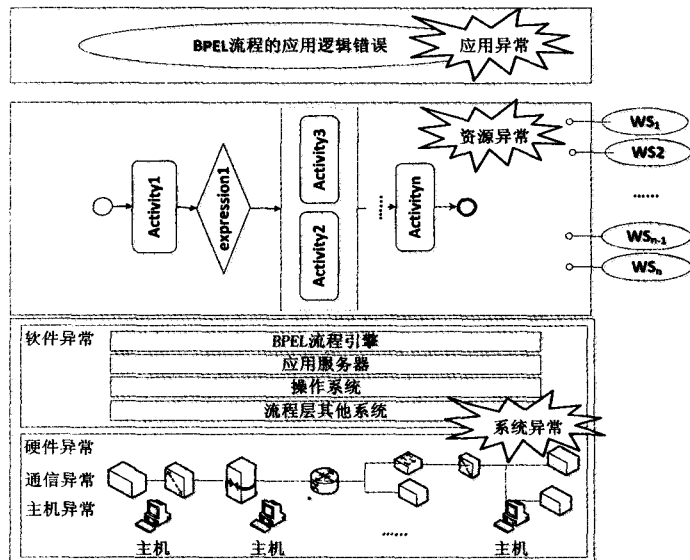 BPEL流程的应用逻辑错误
应用异常
资源异常
WS1
WS2
......
WSn-1
WSn
Activity1
expression1
Activity3
Activity2
......
Activityn
软件异常
BPEL流程引擎
应用服务器
操作系统
流程层其他系统
系统异常
硬件异常
通信异常
主机异常
主机
主机
......
主机